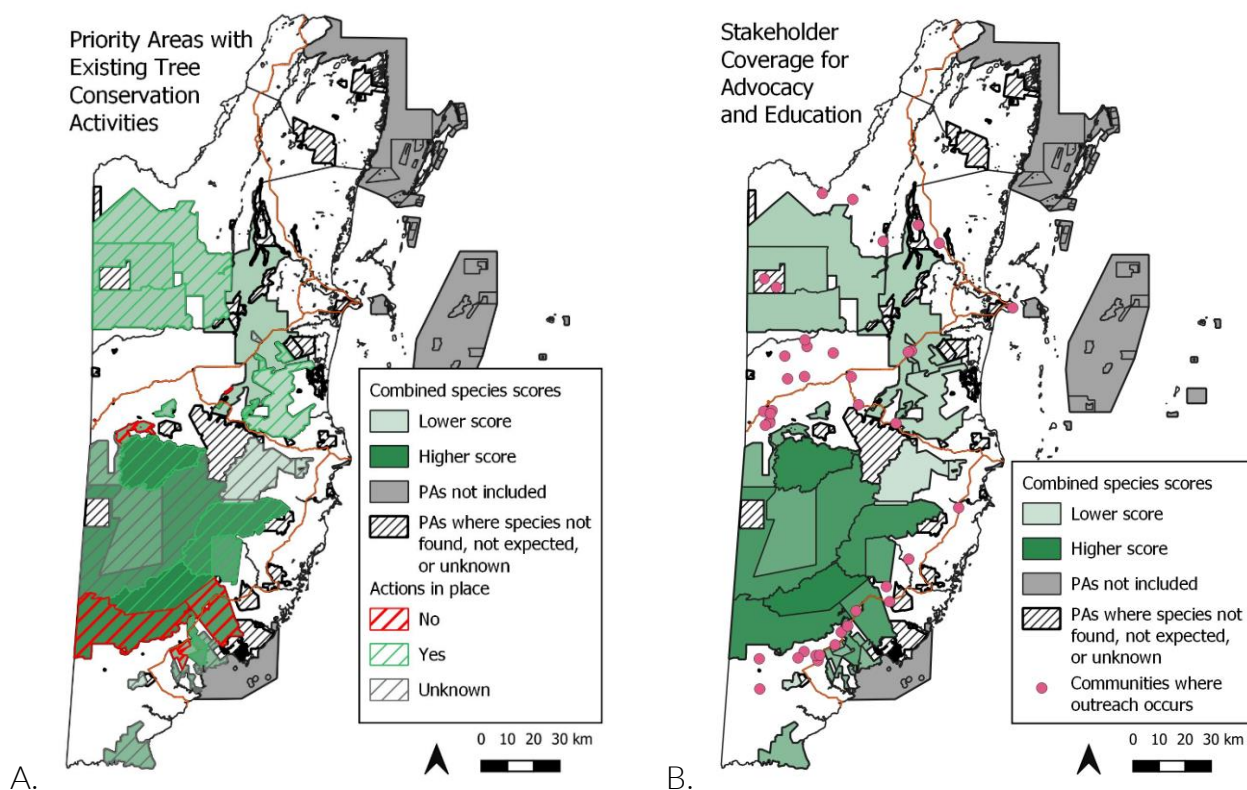 Priority Areas with
Existing Tree
Conservation
Activities
Combined species scores
Lower score
Higher score
PAs not included
PAs where species not
found, not expected,
or unknown
Actions in place
No
Yes
Unknown
0 10 20 30 km
A.
Stakeholder
Coverage for
Advocacy
and Education
Combined species scores
Lower score
Higher score
PAs not included
PAs where species not
found, not expected,
or unknown
Communities where
outreach occurs
0 10 20 30 km
B.